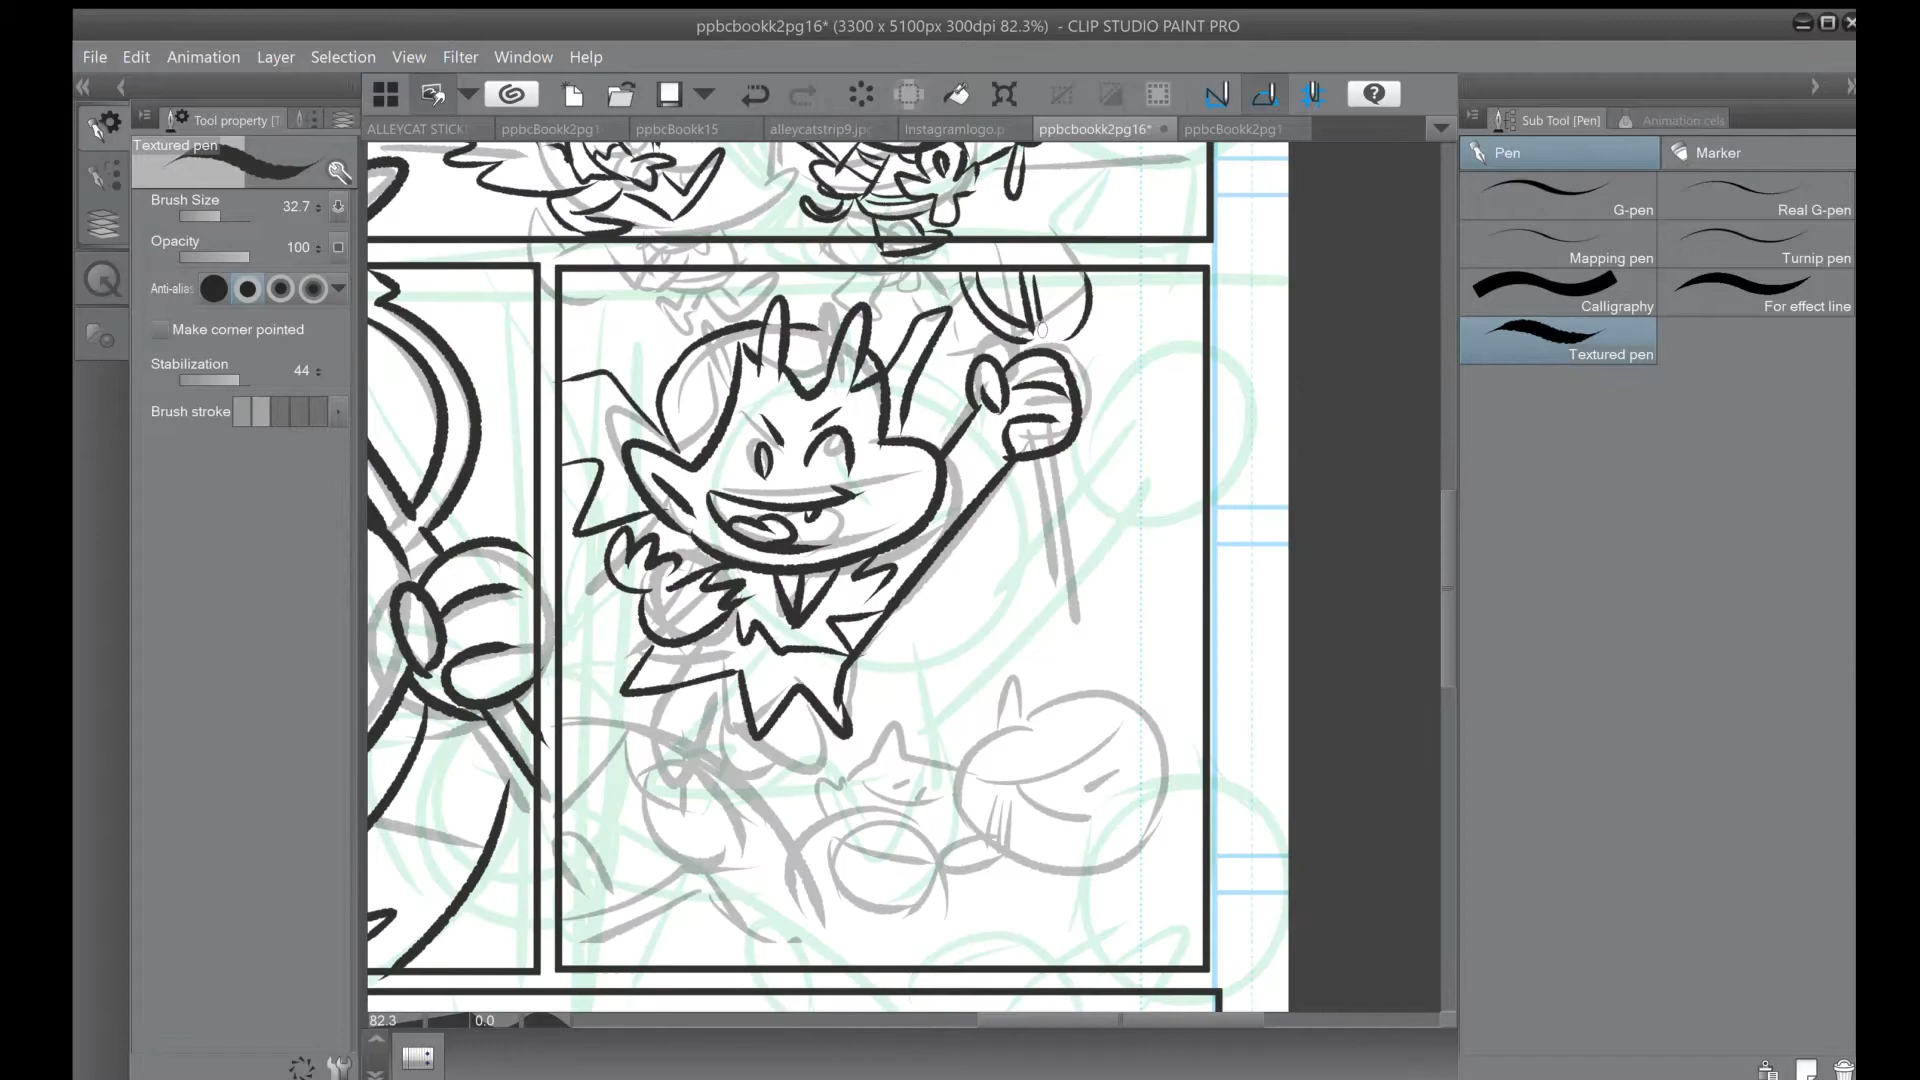 ppbcbookk2pg16* (3300 x 5100px 300dpi 82.3%)  - CLIP STUDIO PAINT PRO
File Edit Animation Layer Selection View Filter Window Help
Tool property [T
Sub Tool [Pen] Animation cels
ALLEYCAT STICK ppbcBookk2pg1 ppbcBookk15 alleycatstrip9.jpg Instagramlogo.p ppbcbookk2pg16* ppbcBookk2pg1
Textured pen
Pen Marker
Brush Size 32.7
G-pen Real G-pen
Opacity 100
Mapping pen Turnip pen
Anti-alias
Calligraphy For effect line
Make corner pointed
Textured pen
Stabilization 44
Brush stroke
82.3 0.0